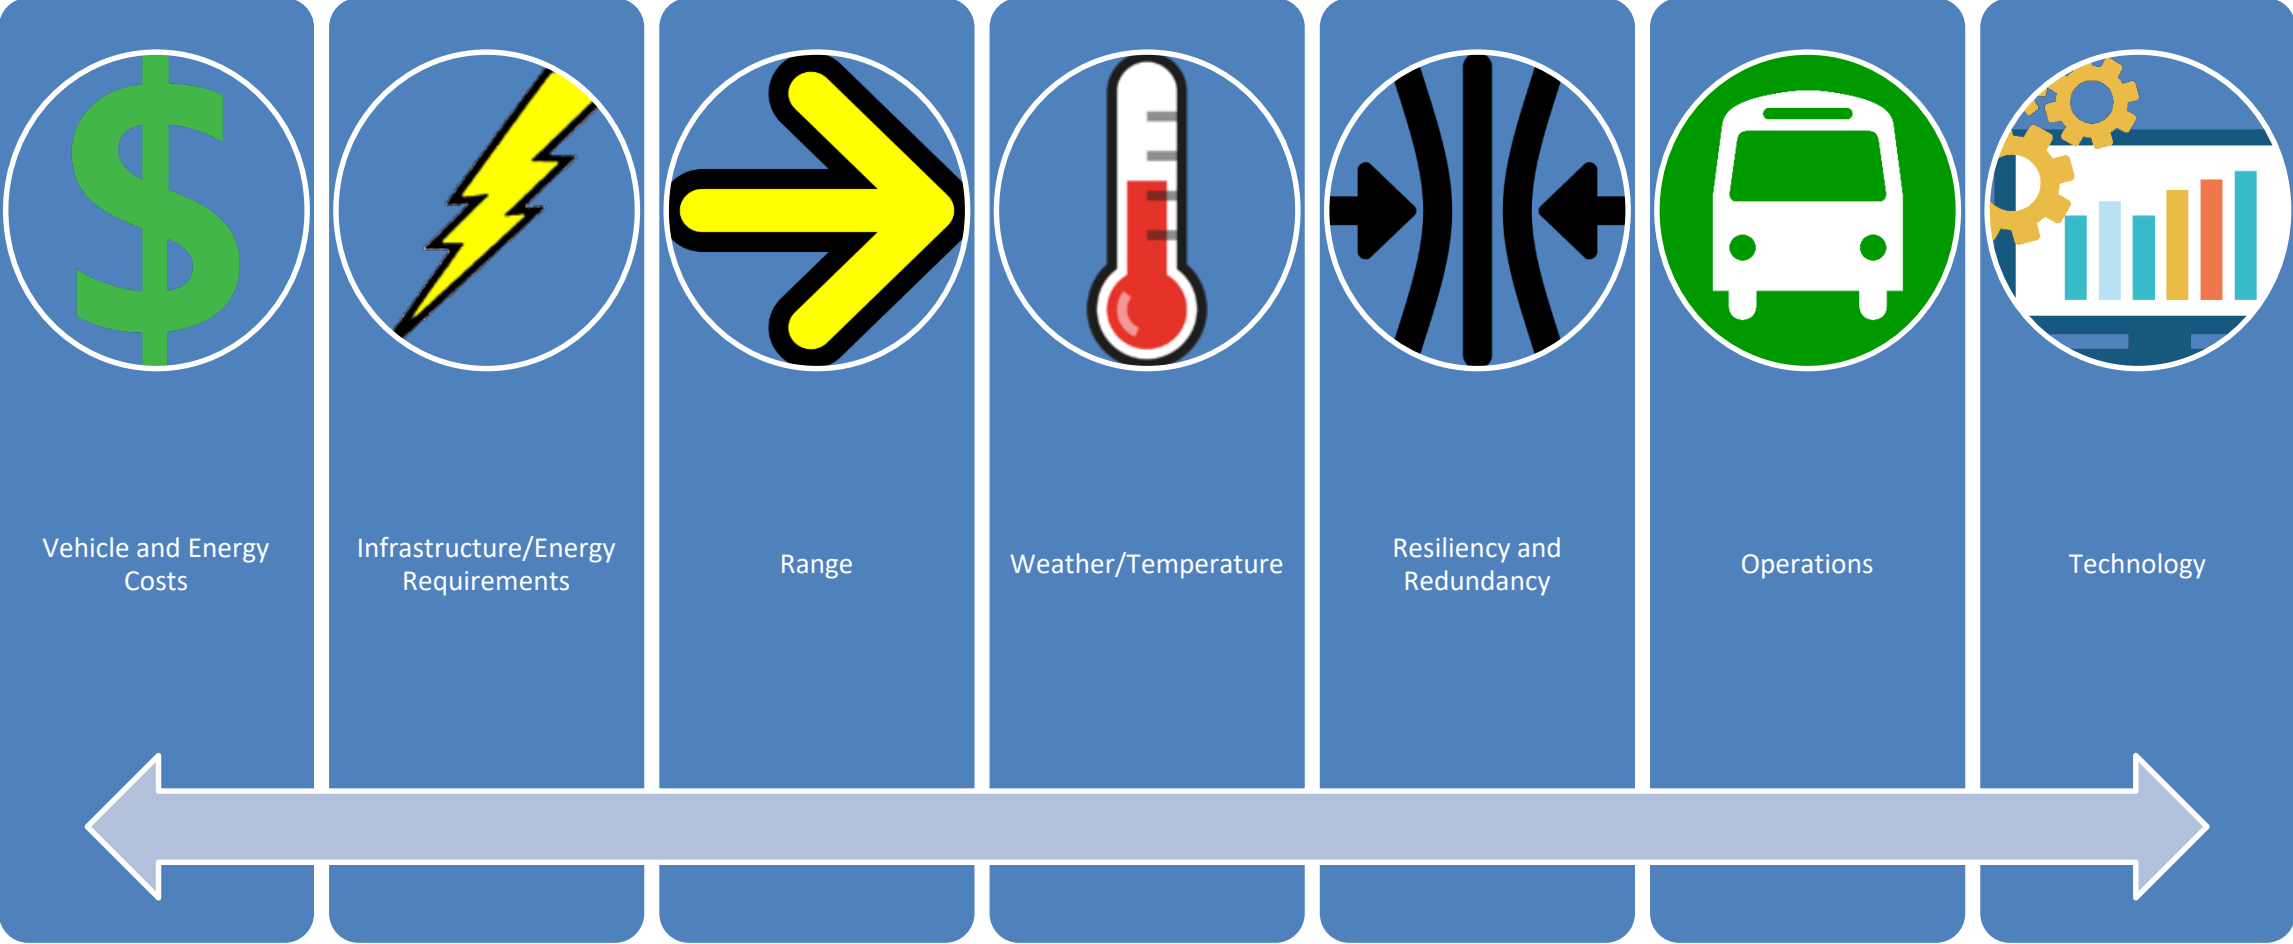 Vehicle and Energy
Costs
Infrastructure/Energy
Requirements
Range
Weather/Temperature
Resiliency and
Redundancy
Operations
Technology